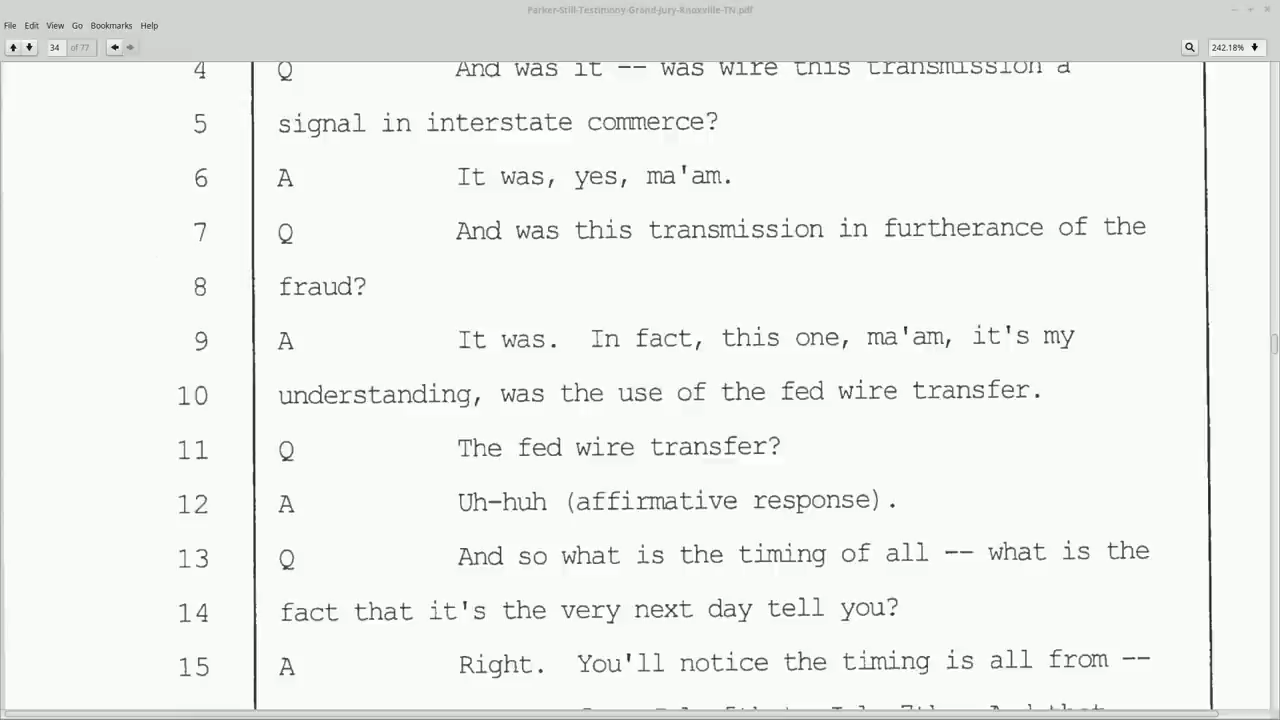 Parker-Still-Testimony-Grand-Jury-Knoxville-TN.pdf
File Edit View Go Bookmarks Help
34 of 77 242.18%
4 Q And was it -- was wire this transmission a
5 signal in interstate commerce?
6 A It was, yes, ma'am.
7 Q And was this transmission in furtherance of the
8 fraud?
9 A It was. In fact, this one, ma'am, it's my
10 understanding, was the use of the fed wire transfer.
11 Q The fed wire transfer?
12 A Uh-huh (affirmative response).
13 Q And so what is the timing of all -- what is the
14 fact that it's the very next day tell you?
15 A Right. You'll notice the timing is all from --